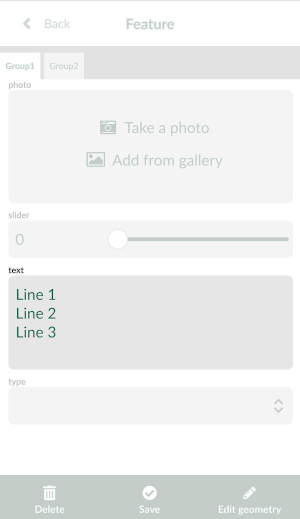 Back
Feature
Group1
Group2
photo
Take a photo
Add from gallery
slider
0
text
Line 1
Line 2
Line 3
type
Delete
Save
Edit geometry